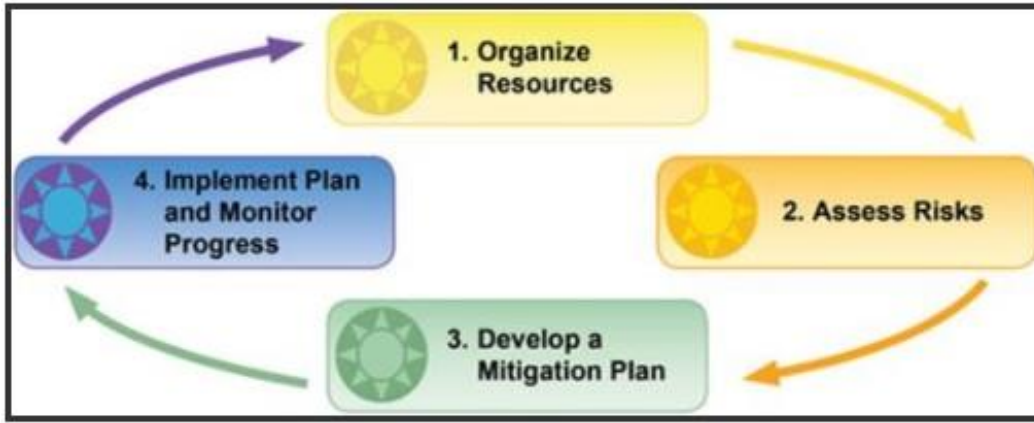 1. Organize
Resources
2. Assess Risks
3. Develop a
Mitigation Plan
4. Implement Plan
and Monitor
Progress